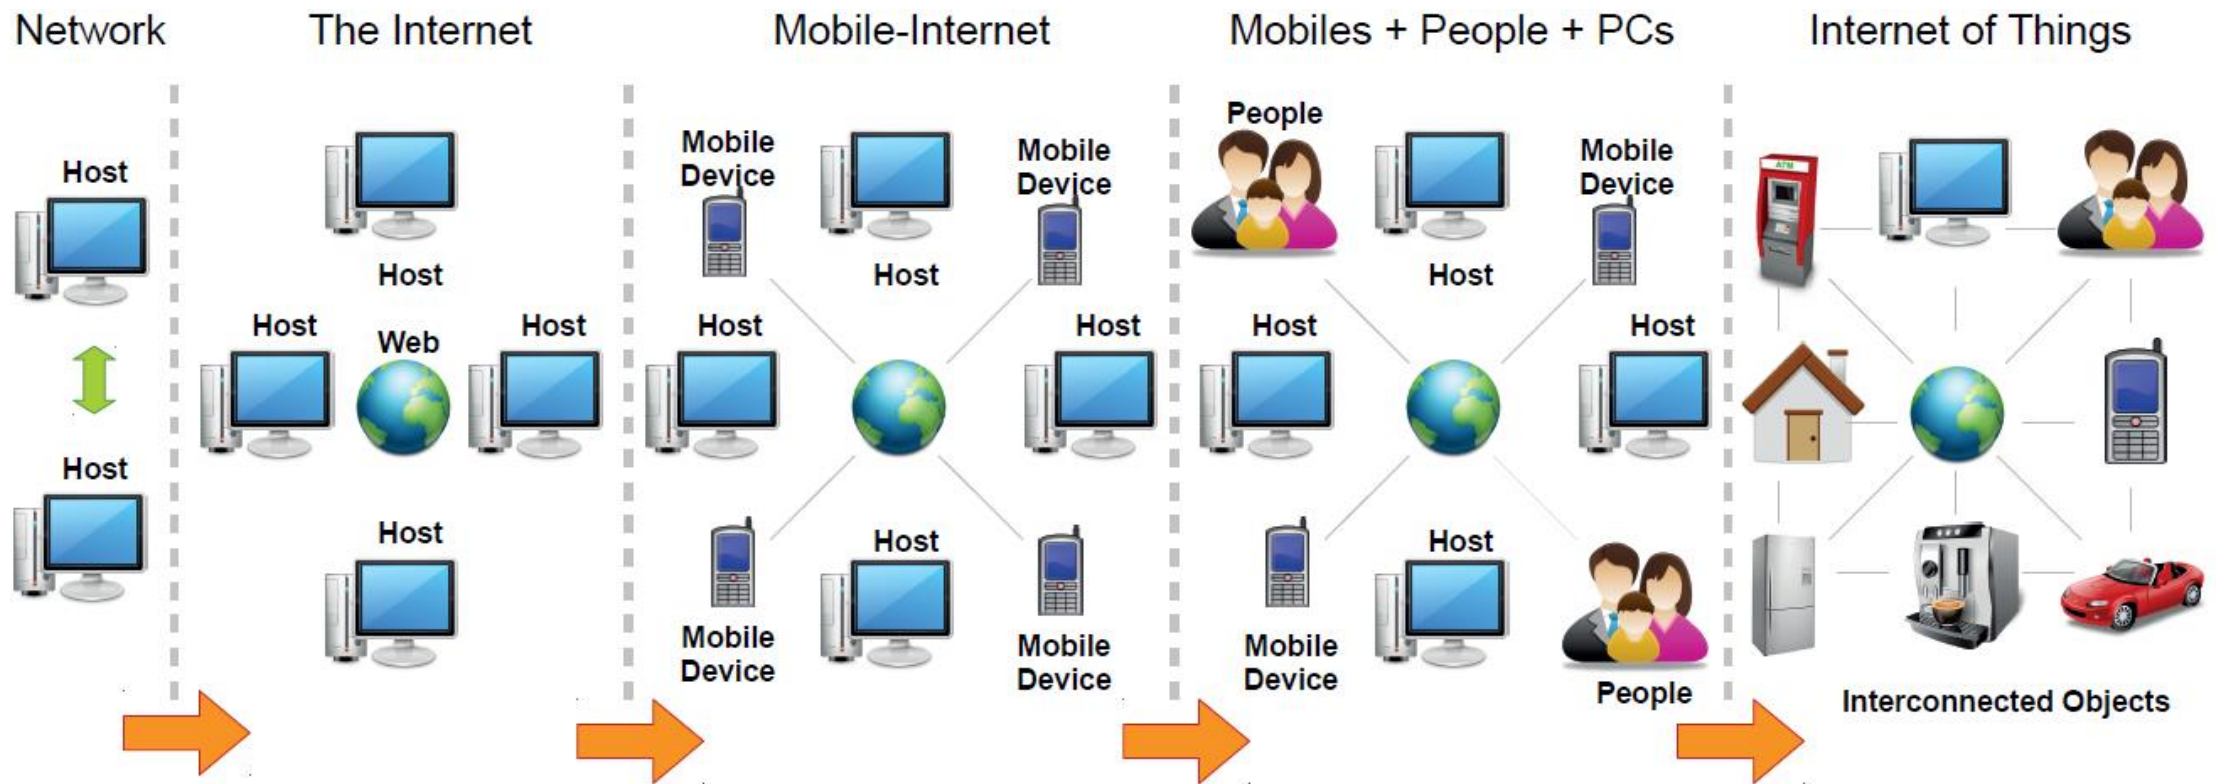 Network
The Internet
Mobile-Internet
Mobiles + People + PCs
Internet of Things
Host
Host
Host
Host
Web
Host
Host
Mobile
Device
Host
Mobile
Device
Host
Host
Mobile
Device
Host
Mobile
Device
People
Host
Mobile
Device
Host
Host
Mobile
Device
Host
People
ATM
Interconnected Objects